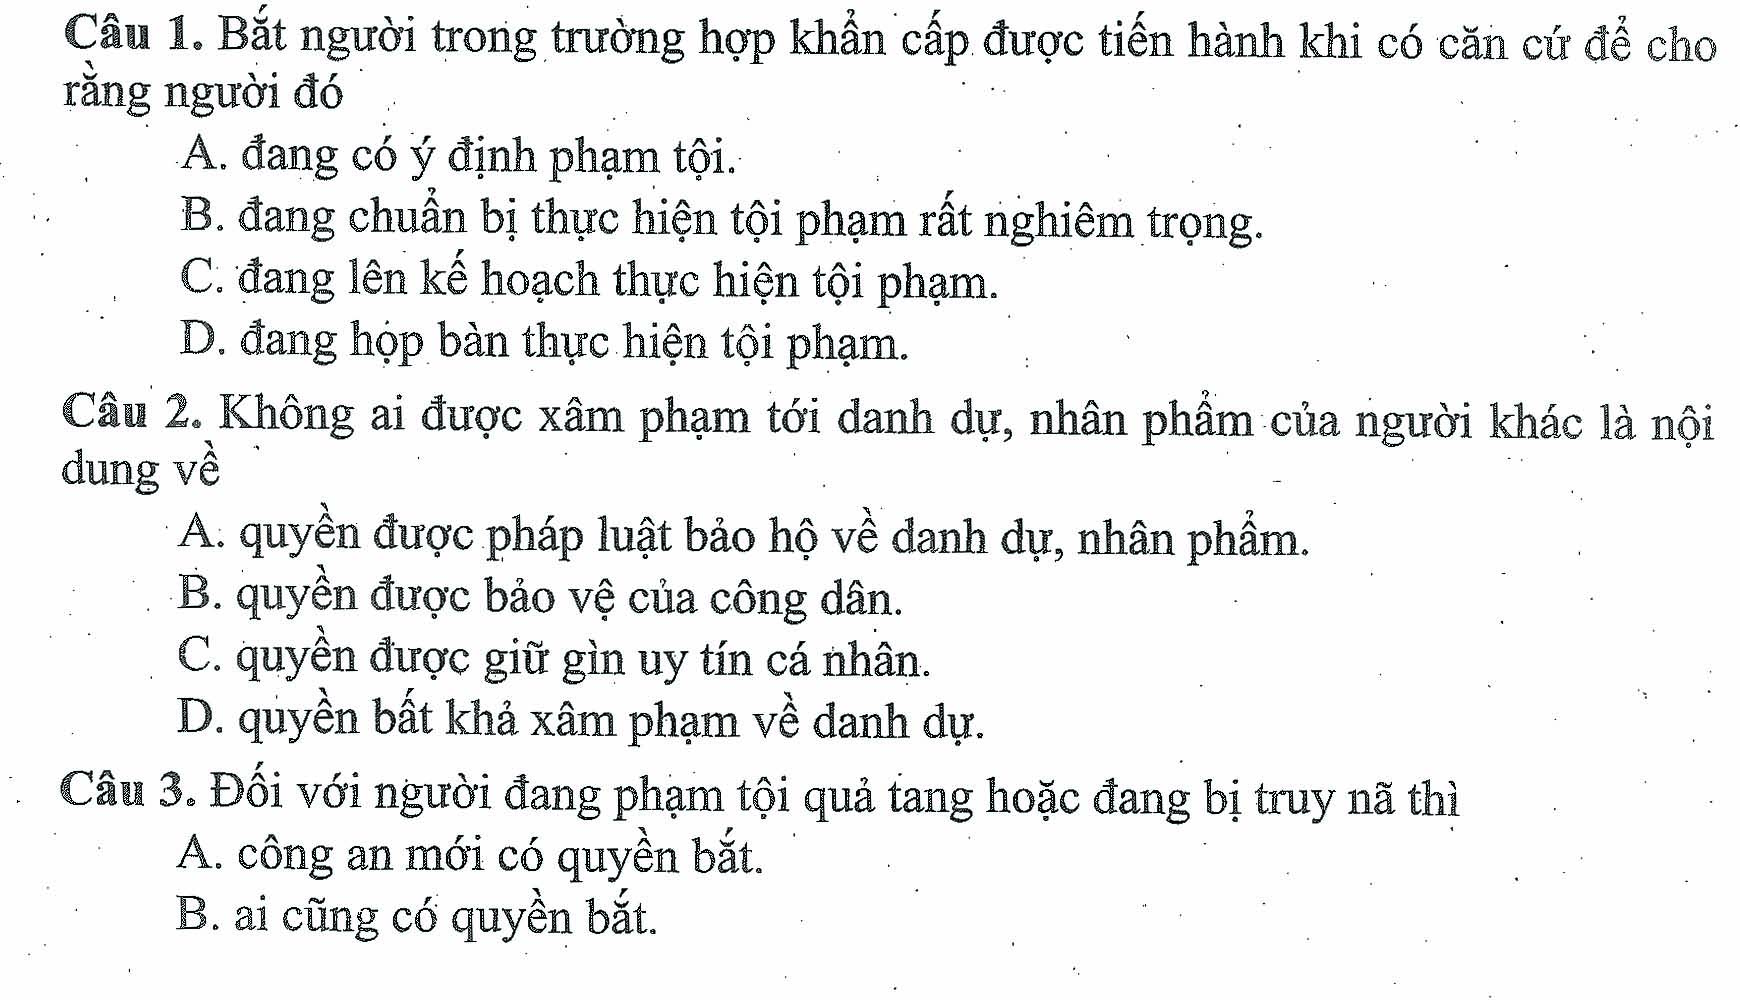 Câu 1. Bắt người trong trường hợp khẩn cấp được tiến hành khi có căn cứ để cho
rằng người đó
A. đang có ý định phạm tội.
B. đang chuẩn bị thực hiện tội phạm rất nghiêm trọng.
C. đang lên kế hoạch thực hiện tội phạm.
D. đang họp bàn thực hiện tội phạm.
Câu 2. Không ai được xâm phạm tới danh dự, nhân phẩm của người khác là nội
dung về
A. quyền được pháp luật bảo hộ về danh dự, nhân phẩm.
B. quyền được bảo vệ của công dân.
C. quyền được giữ gìn uy tín cá nhân.
D. quyền bất khả xâm phạm về danh dự.
Câu 3. Đối với người đang phạm tội quả tang hoặc đang bị truy nã thì
A. công an mới có quyền bắt.
B. ai cũng có quyền bắt.